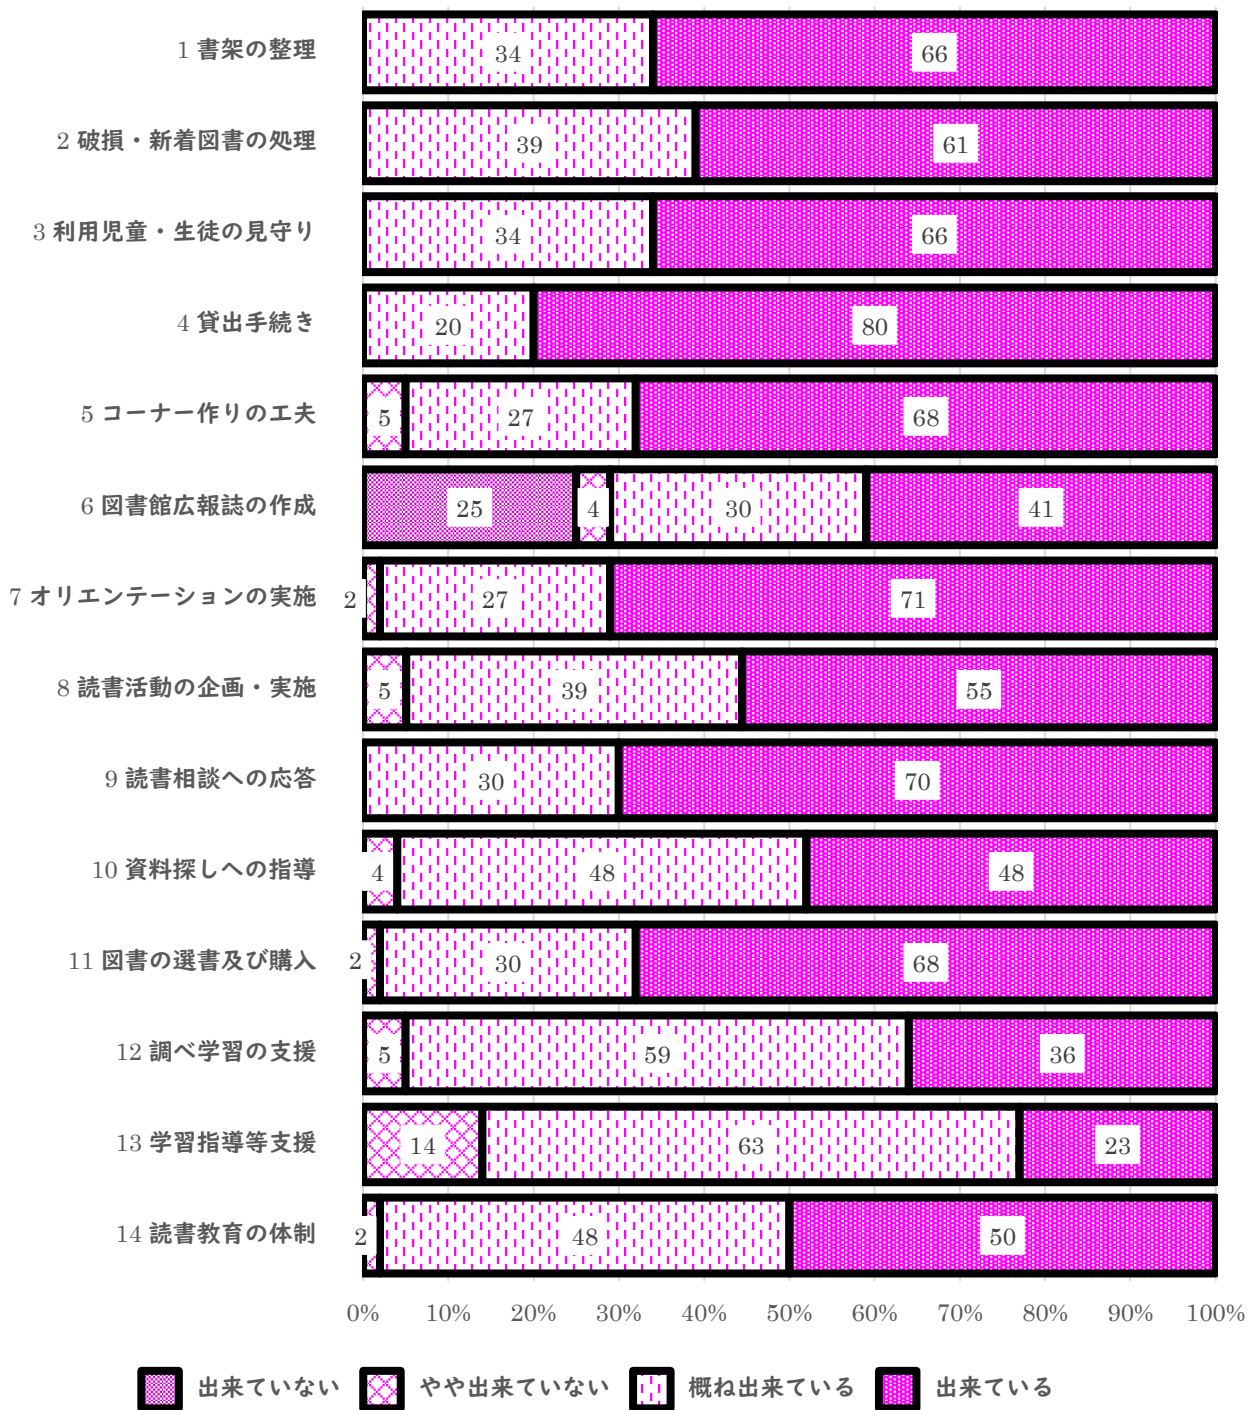 1 書架の整理 34 66
2 破損・新着図書の処理 39 61
3 利用児童・生徒の見守り 34 66
4 貸出手続き 20 80
5 コーナー作りの工夫 5 27 68
6 図書館広報誌の作成 25 4 30 41
7 オリエンテーションの実施 2 27 71
8 読書活動の企画・実施 5 39 55
9 読書相談への応答 30 70
10 資料探しへの指導 4 48 48
11 図書の選書及び購入 2 30 68
12 調べ学習の支援 5 59 36
13 学習指導等支援 14 63 23
14 読書教育の体制 2 48 50
0% 10% 20% 30% 40% 50% 60% 70% 80% 90% 100%
出来ていない やや出来ていない 概ね出来ている 出来ている